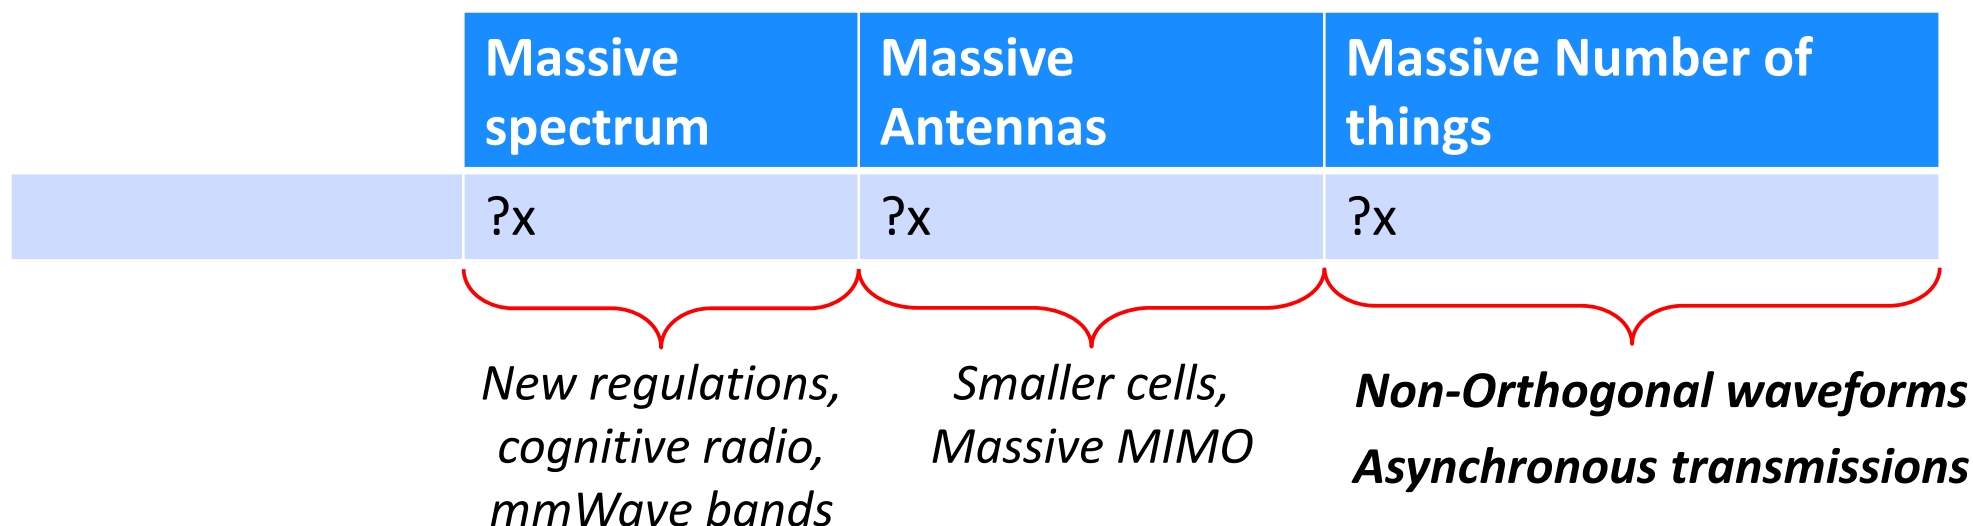 Massive spectrum
Massive Antennas
Massive Number of things
?x
?x
?x
New regulations,
cognitive radio,
mmWave bands
Smaller cells,
Massive MIMO
Non-Orthogonal waveforms
Asynchronous transmissions